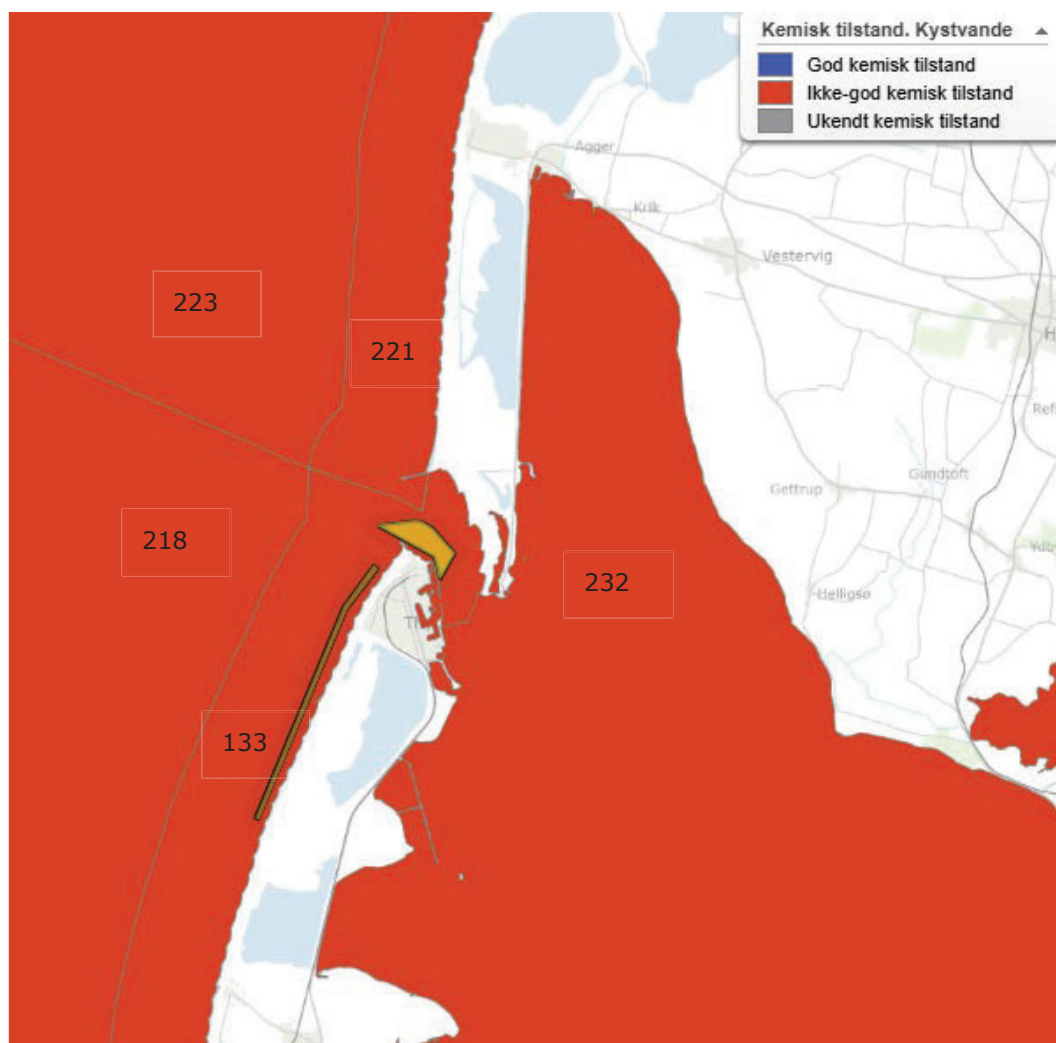 Kemisk tilstand. Kystvande
God kemisk tilstand
Ikke-god kemisk tilstand
Ukendt kemisk tilstand
Agger
Krik
Vestervig
223
221
Gettrup
Gundtoft
218
232
Helligsø
133